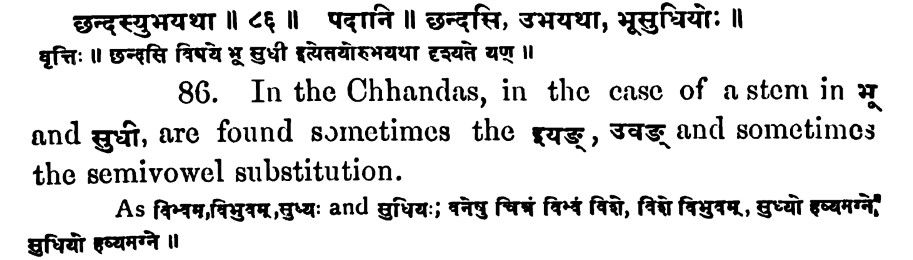 छन्दस्युभयथा ॥ ८६ ॥ पदानि ॥ छन्दसि, उभयथा, भूसुधियोः ॥
वृत्तिः ॥ छन्दसि विषये भू सुधी इत्येतयोरुभयथा दृश्यते यण् ॥
86. In the Chhandas, in the case of a stem in भू
and सुधी, are found sometimes the इयङ्, उवङ् and sometimes
the semivowel substitution.
As विभ्वम्,विभुवम्,सुध्यः and सुधियः; वनेषु चित्रं विभ्वं विशे, विशे विभुवम्, सुध्यो हव्यमग्ने,
सुधियो हव्यमग्ने ॥